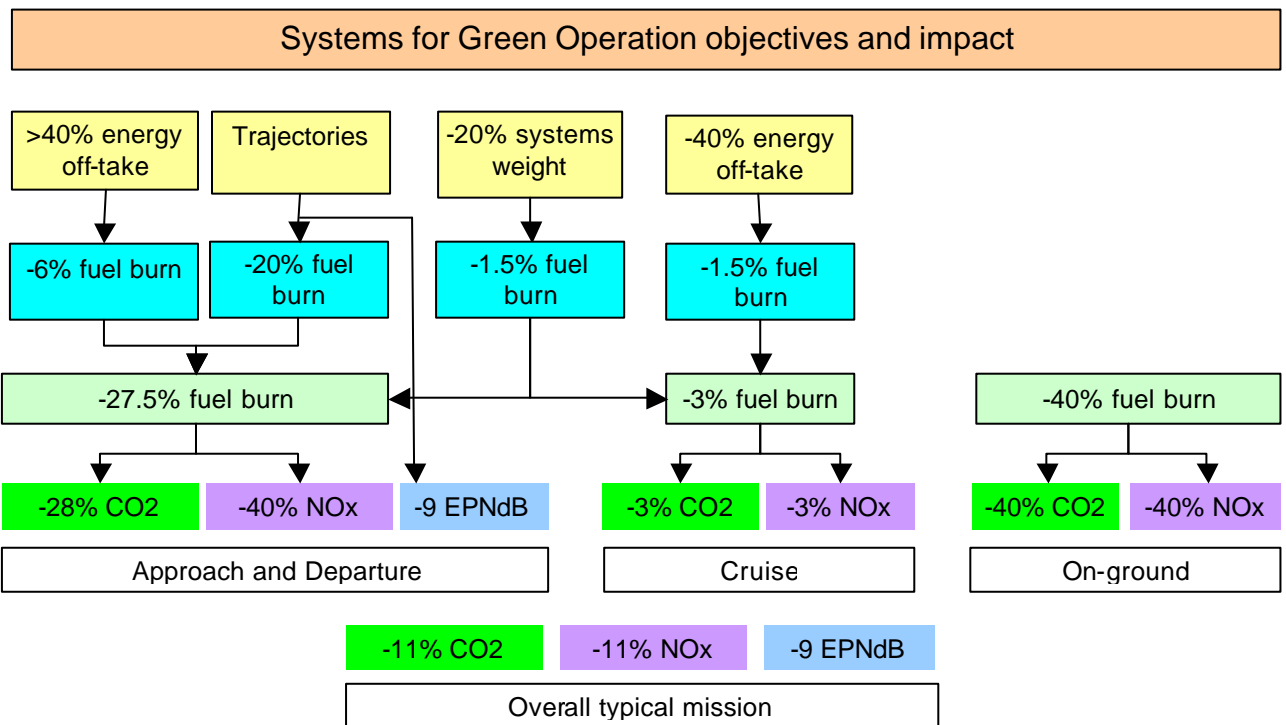 Systems for Green Operation objectives and impact
>40% energy
off-take
Trajectories
-20% systems
weight
-40% energy
off-take
-6% fuel burn
-20% fuel
burn
-1.5% fuel
burn
-1.5% fuel
burn
-27.5% fuel burn
-3% fuel burn
-40% fuel burn
-28% CO2
-40% NOx
-9 EPNdB
-3% CO2
-3% NOx
-40% CO2
-40% NOx
Approach and Departure
Cruise
On-ground
-11% CO2
-11% NOx
-9 EPNdB
Overall typical mission